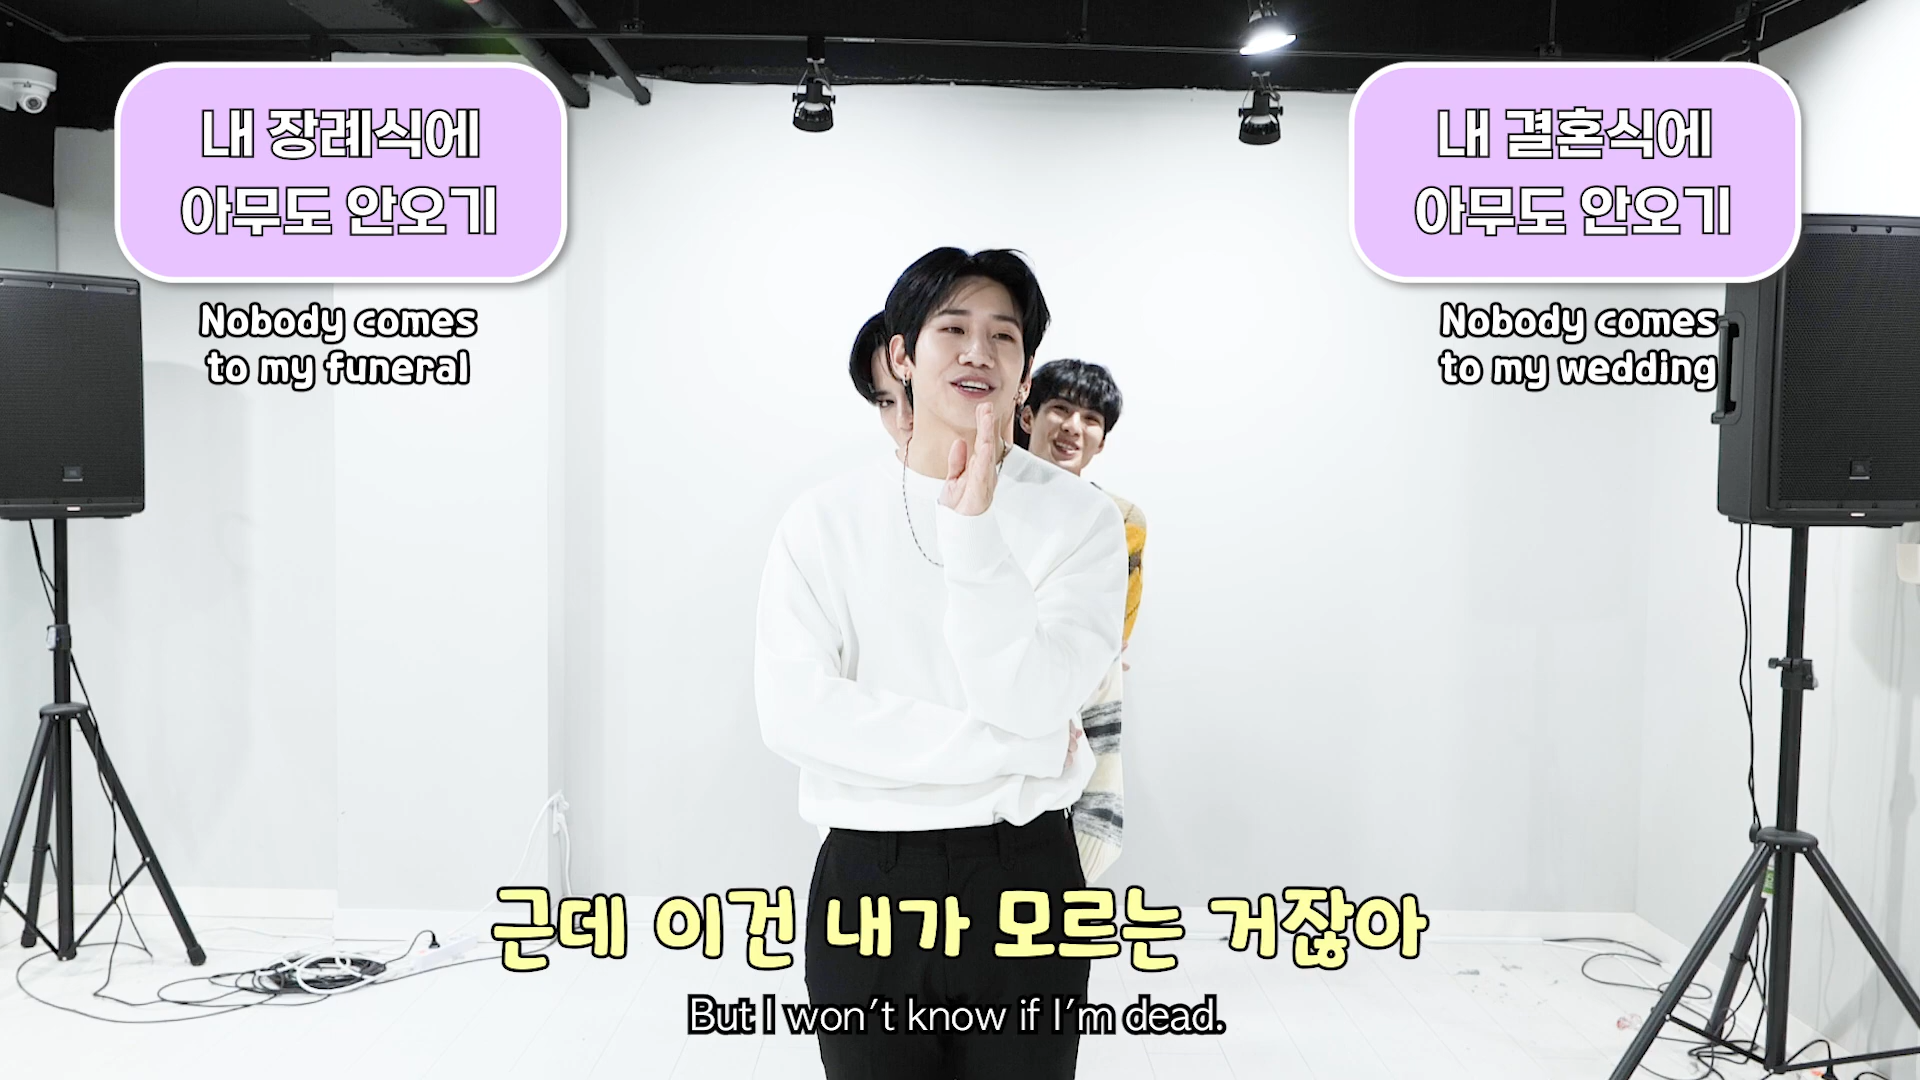 내 장례식에
아무도 안오기
Nobody comes
to my funeral
내 결혼식에
아무도 안오기
Nobody comes
to my wedding
근데 이건 내가 모르는 거잖아
But I won't know if I'm dead.